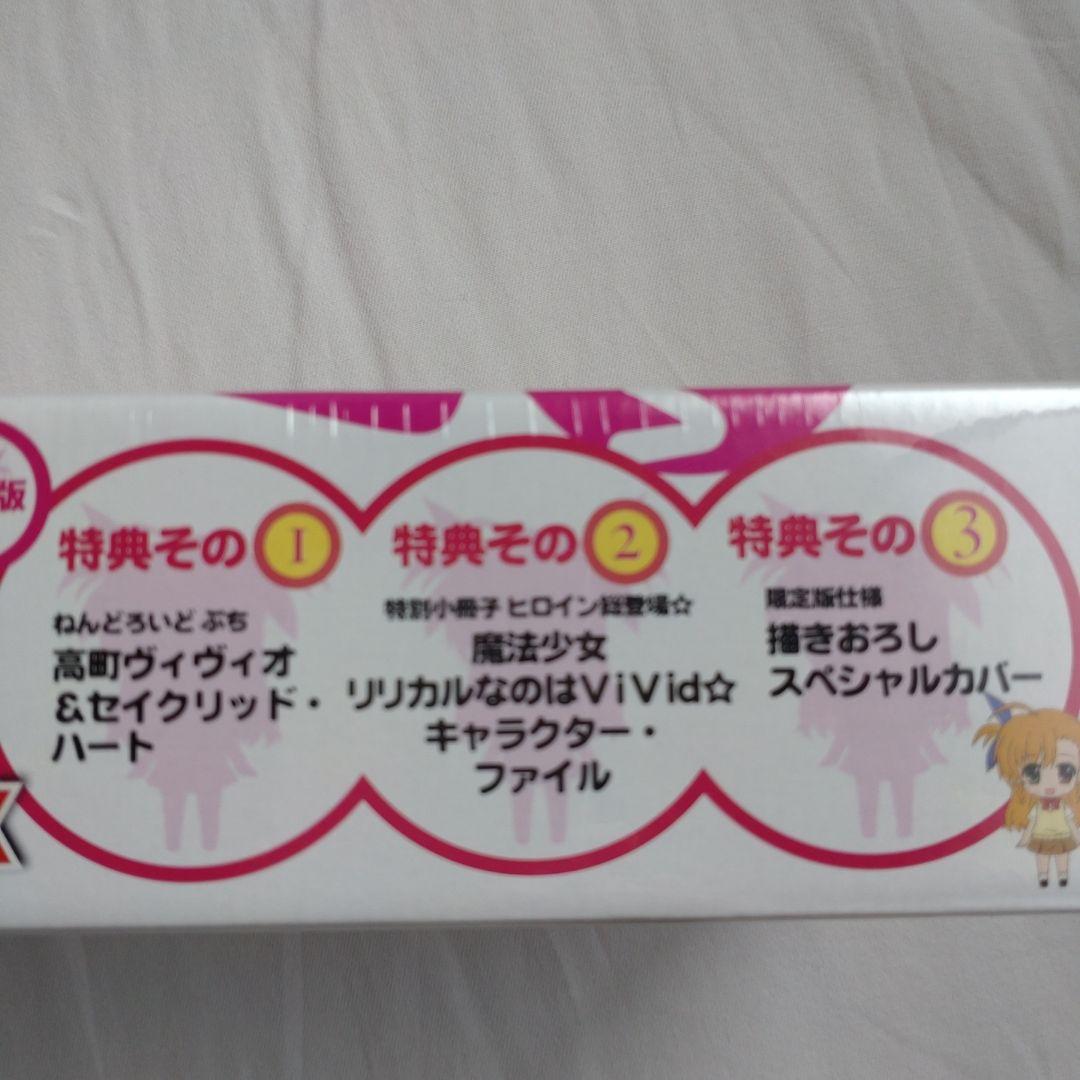 版
特典その1
ねんどろいど ぷち
高町ヴィヴィオ
&セイクリッド・
ハート
特典その2
特別小冊子 ヒロイン総登場☆
魔法少女
リリカルなのはViVid☆
キャラクター・
ファイル
特典その3
限定版仕様
描きおろし
スペシャルカバー